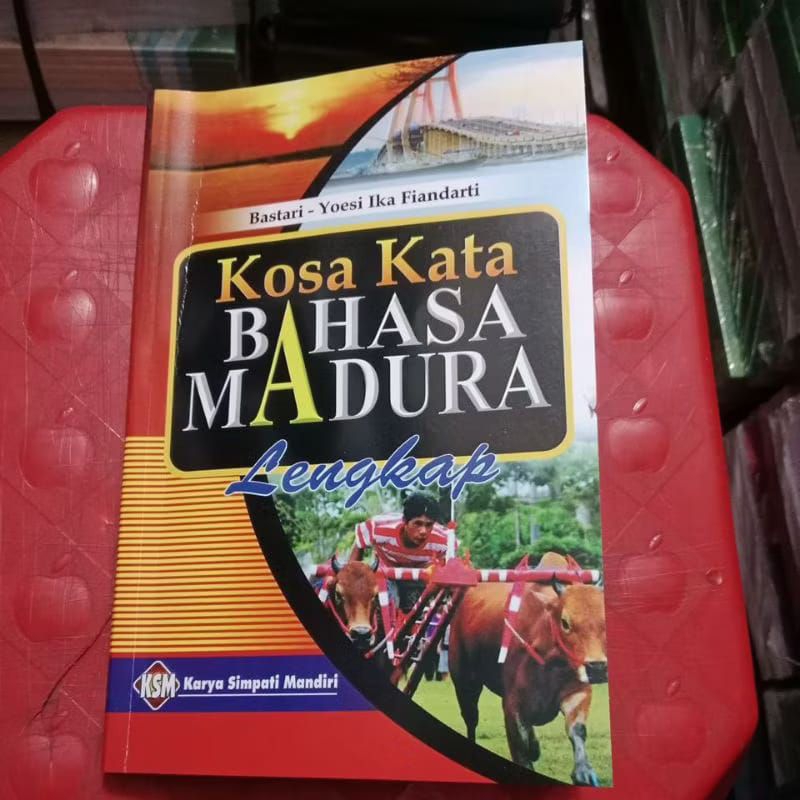 Bastari - Yoesi Ika Fiandarti
Kosa Kata
BAHASA
MADURA
Lengkap
KSM Karya Simpati Mandiri